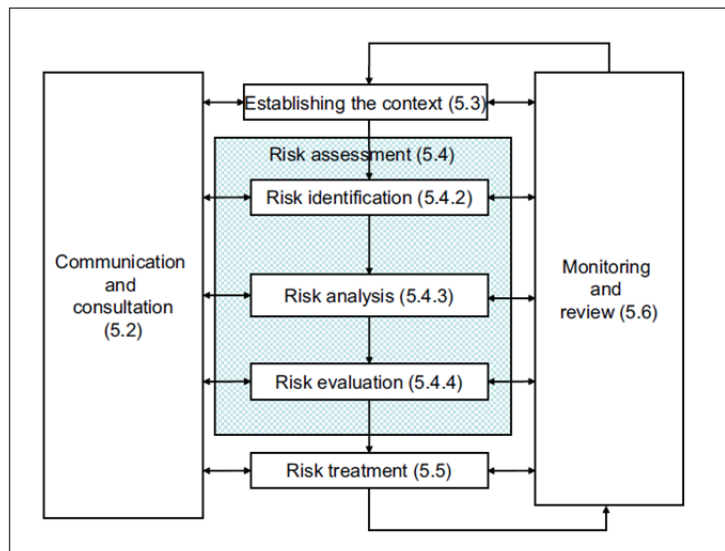 Establishing the context (5.3)
Risk assessment (5.4)
Risk identification (5.4.2)
Communication
and
consultation
(5.2)
Risk analysis (5.4.3)
Monitoring
and
review (5.6)
Risk evaluation (5.4.4)
Risk treatment (5.5)